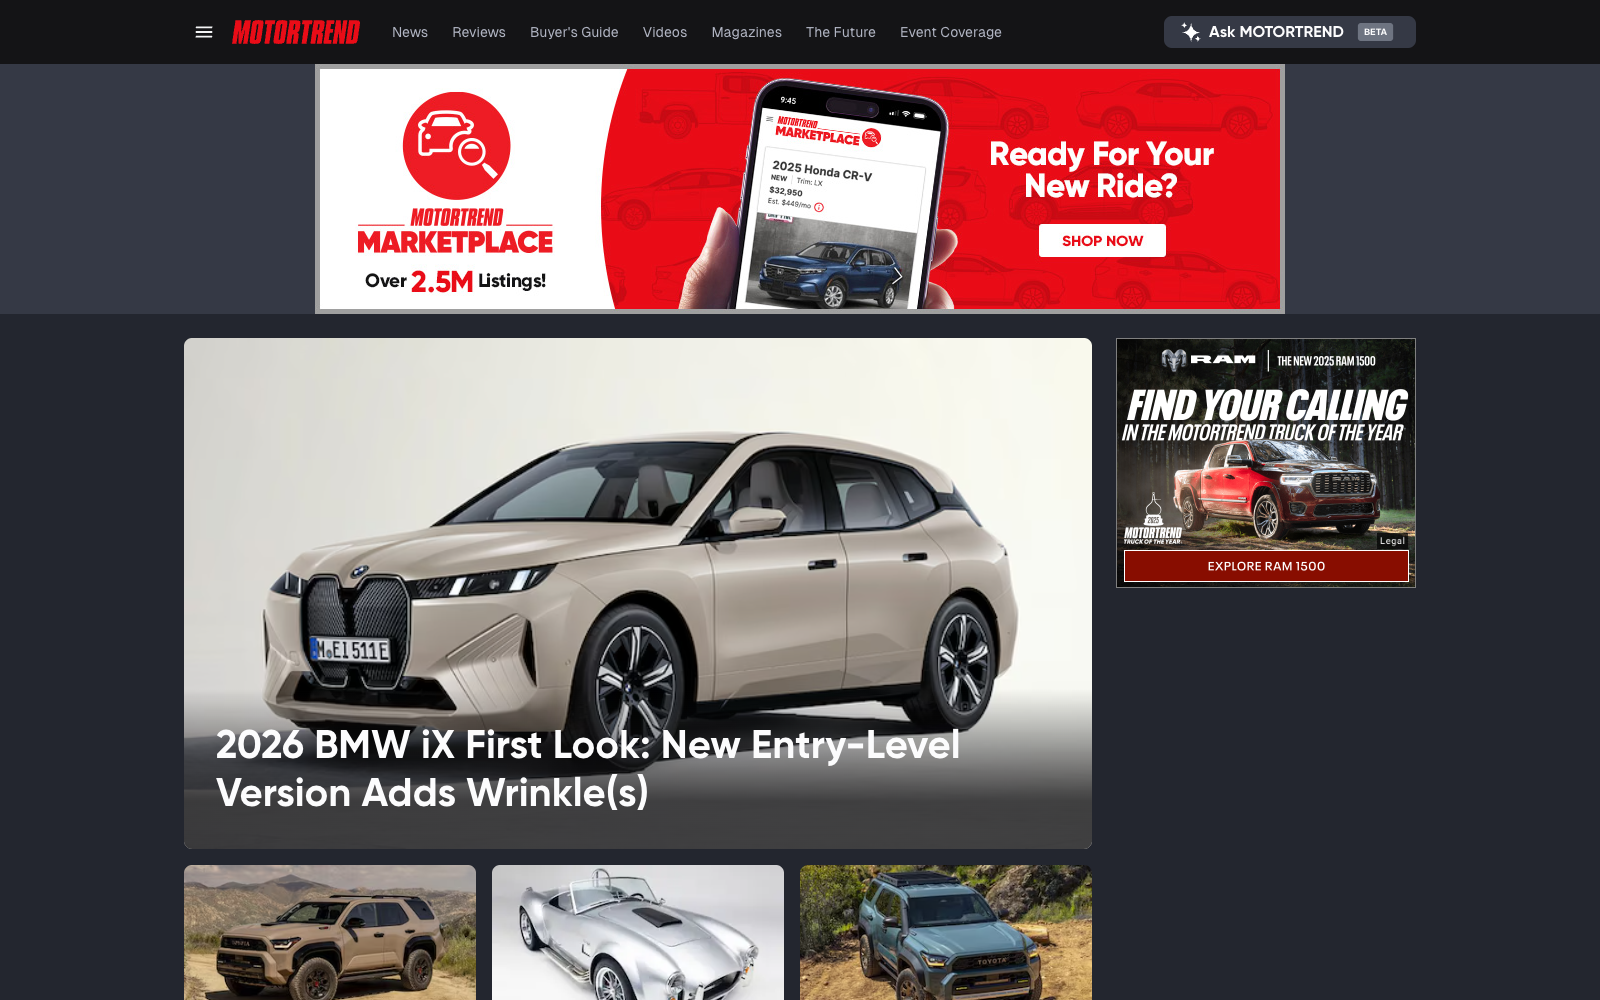 MOTORTREND
News
Reviews
Buyer's Guide
Videos
Magazines
The Future
Event Coverage
Ask MOTORTREND BETA
MOTORTREND
MARKETPLACE
Over 2.5M Listings!
9:45
MOTORTREND
MARKETPLACE
2025 Honda CR-V
NEW Trim: LX
$32,950
Est. $449/mo
Ready For Your
New Ride?
SHOP NOW
2026 BMW iX First Look: New Entry-Level
Version Adds Wrinkle(s)
M EI 511E
RAM THE NEW 2025 RAM 1500
FIND YOUR CALLING
IN THE MOTORTREND TRUCK OF THE YEAR
2025
MOTORTREND
TRUCK OF THE YEAR
Legal
EXPLORE RAM 1500
TOYOTA
TOYOTA